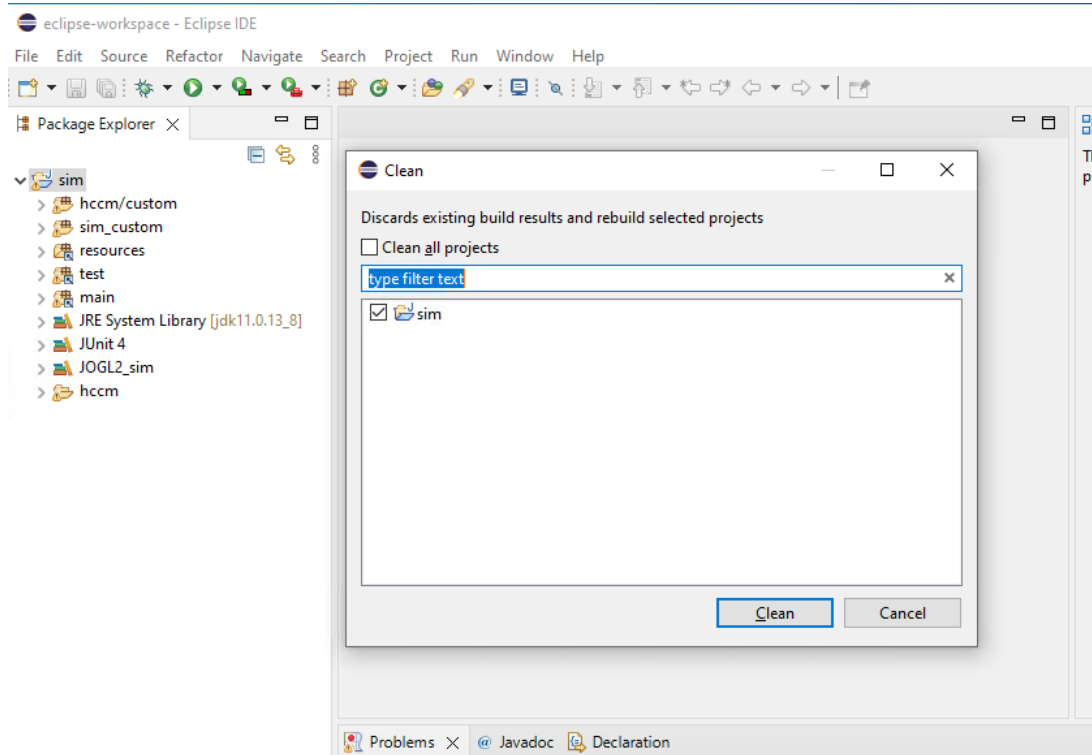 eclipse-workspace - Eclipse IDE
File Edit Source Refactor Navigate Search Project Run Window Help
Package Explorer
sim
hccm/custom
sim_custom
resources
test
main
JRE System Library [jdk11.0.13_8]
JUnit 4
JOGL2_sim
hccm
Clean
Discards existing build results and rebuild selected projects
Clean all projects
type filter text
sim
Clean Cancel
Problems @ Javadoc Declaration